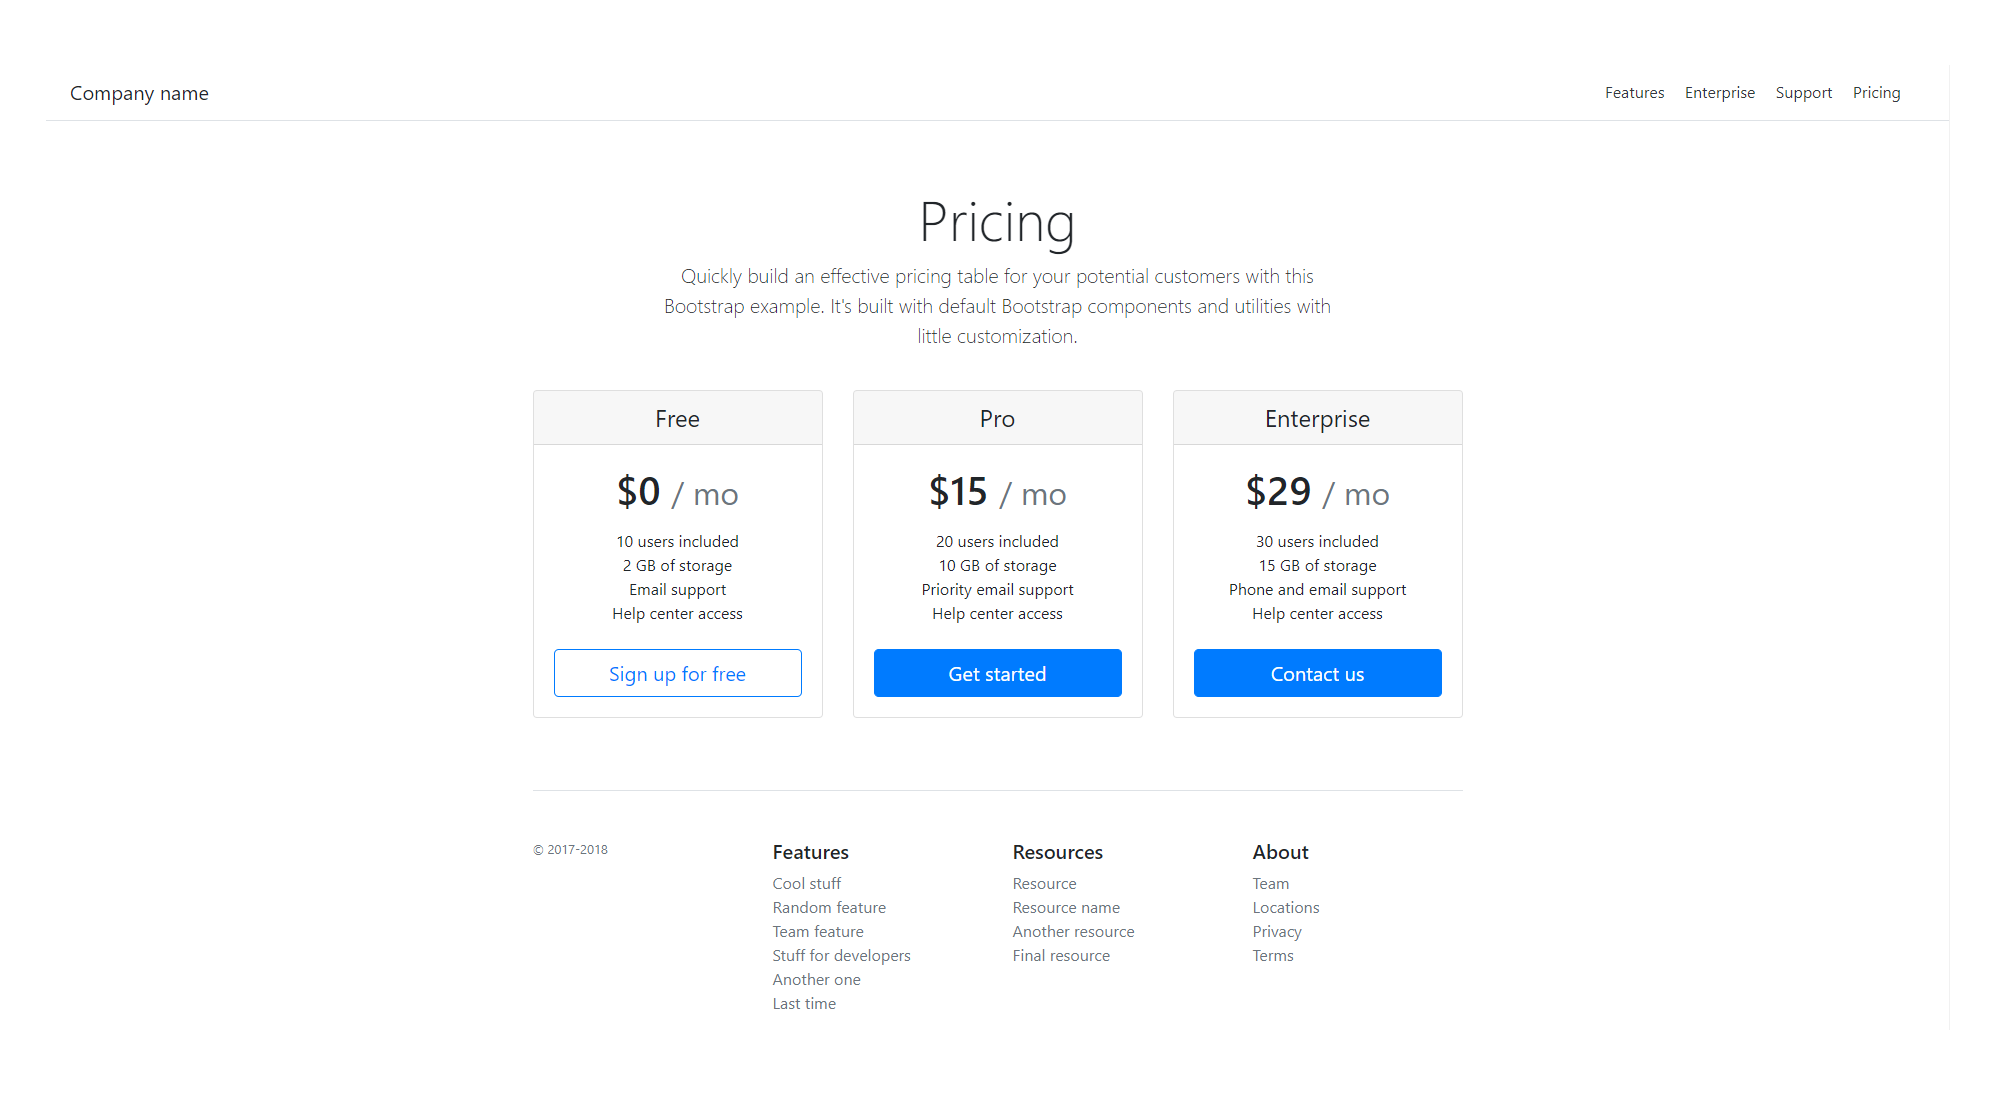 Company name
Features Enterprise Support Pricing
Pricing
Quickly build an effective pricing table for your potential customers with this
Bootstrap example. It's built with default Bootstrap components and utilities with
little customization.
Free
$0 / mo
10 users included
2 GB of storage
Email support
Help center access
Sign up for free
Pro
$15 / mo
20 users included
10 GB of storage
Priority email support
Help center access
Get started
Enterprise
$29 / mo
30 users included
15 GB of storage
Phone and email support
Help center access
Contact us
© 2017-2018
Features
Cool stuff
Random feature
Team feature
Stuff for developers
Another one
Last time
Resources
Resource
Resource name
Another resource
Final resource
About
Team
Locations
Privacy
Terms